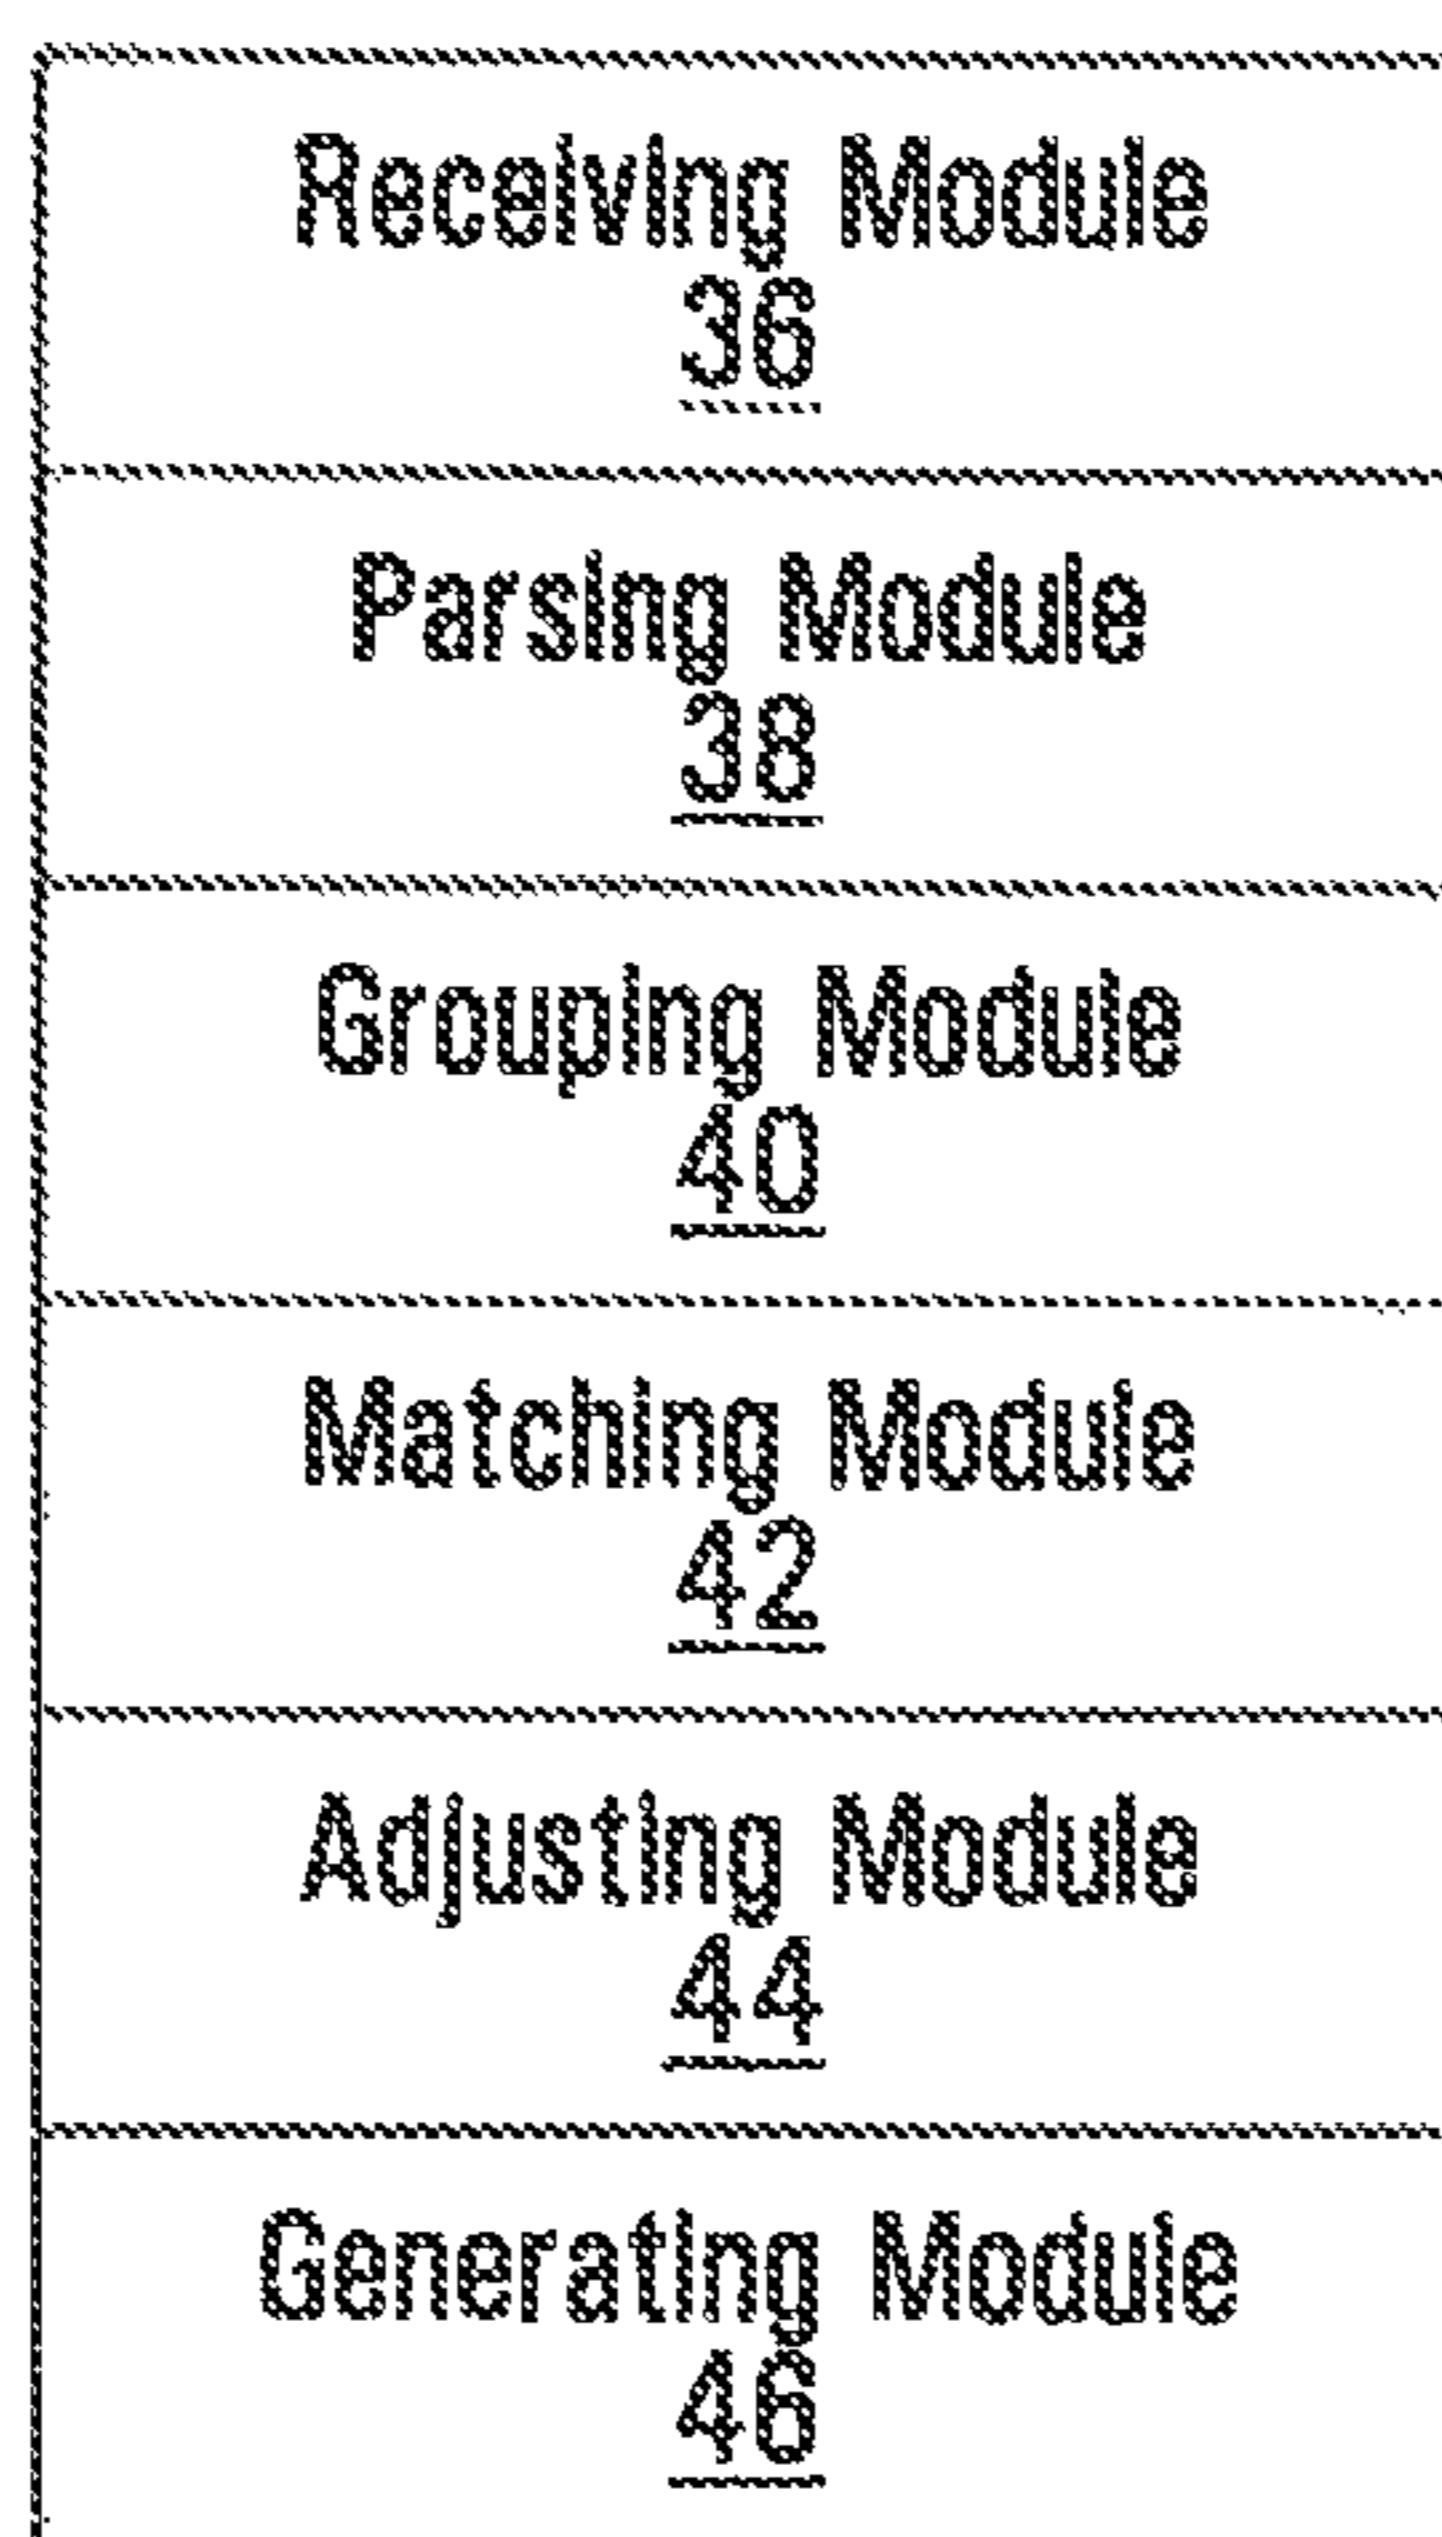 Receiving Module
36
Parsing Module
38
Grouping Module
40
Matching Module
42
Adjusting Module
44
Generating Module
46